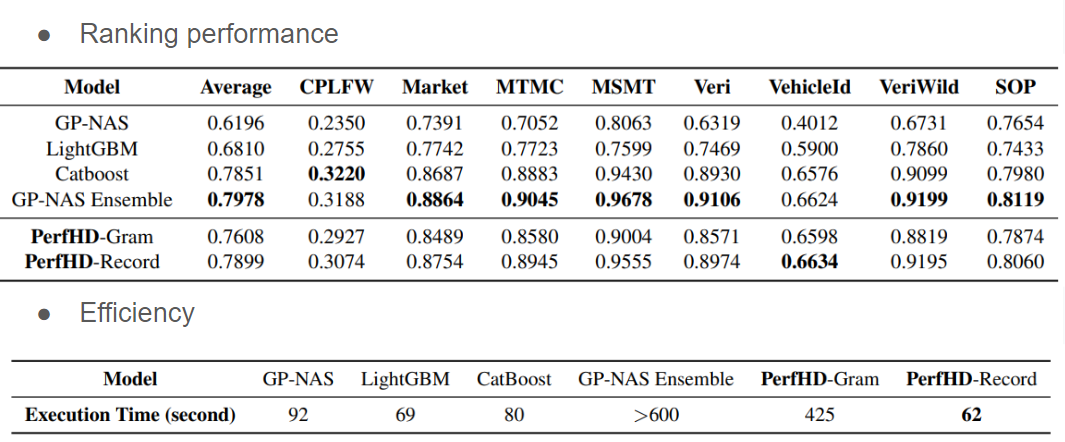 ● Ranking performance
Model Average CPLFW Market MTMC MSMT Veri VehicleId VeriWild SOP
GP-NAS 0.6196 0.2350 0.7391 0.7052 0.8063 0.6319 0.4012 0.6731 0.7654
LightGBM 0.6810 0.2755 0.7742 0.7723 0.7599 0.7469 0.5900 0.7860 0.7433
Catboost 0.7851 0.3220 0.8687 0.8883 0.9430 0.8930 0.6576 0.9099 0.7980
GP-NAS Ensemble 0.7978 0.3188 0.8864 0.9045 0.9678 0.9106 0.6624 0.9199 0.8119
PerfHD-Gram 0.7608 0.2927 0.8489 0.8580 0.9004 0.8571 0.6598 0.8819 0.7874
PerfHD-Record 0.7899 0.3074 0.8754 0.8945 0.9555 0.8974 0.6634 0.9195 0.8060
● Efficiency
Model GP-NAS LightGBM CatBoost GP-NAS Ensemble PerfHD-Gram PerfHD-Record
Execution Time (second) 92 69 80 >600 425 62